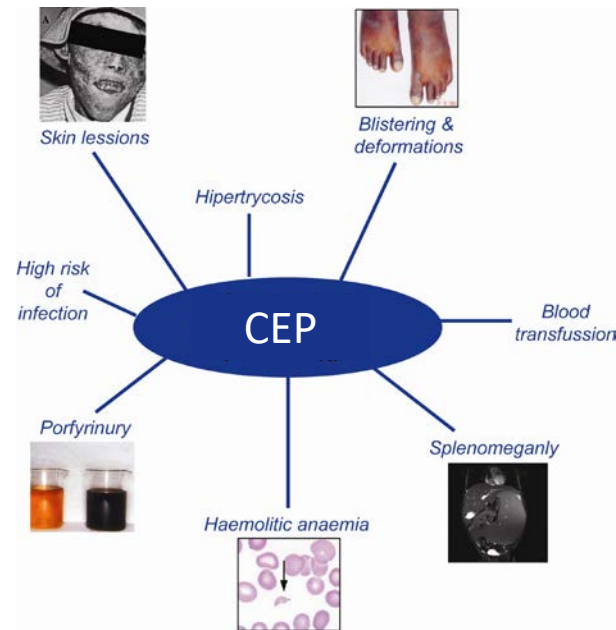 A
Skin lessions
Blistering &
deformations
Hipertrycosis
High risk
of
infection
CEP
Blood
transfussion
Porfyrinury
Splenomeganly
Haemolitic anaemia